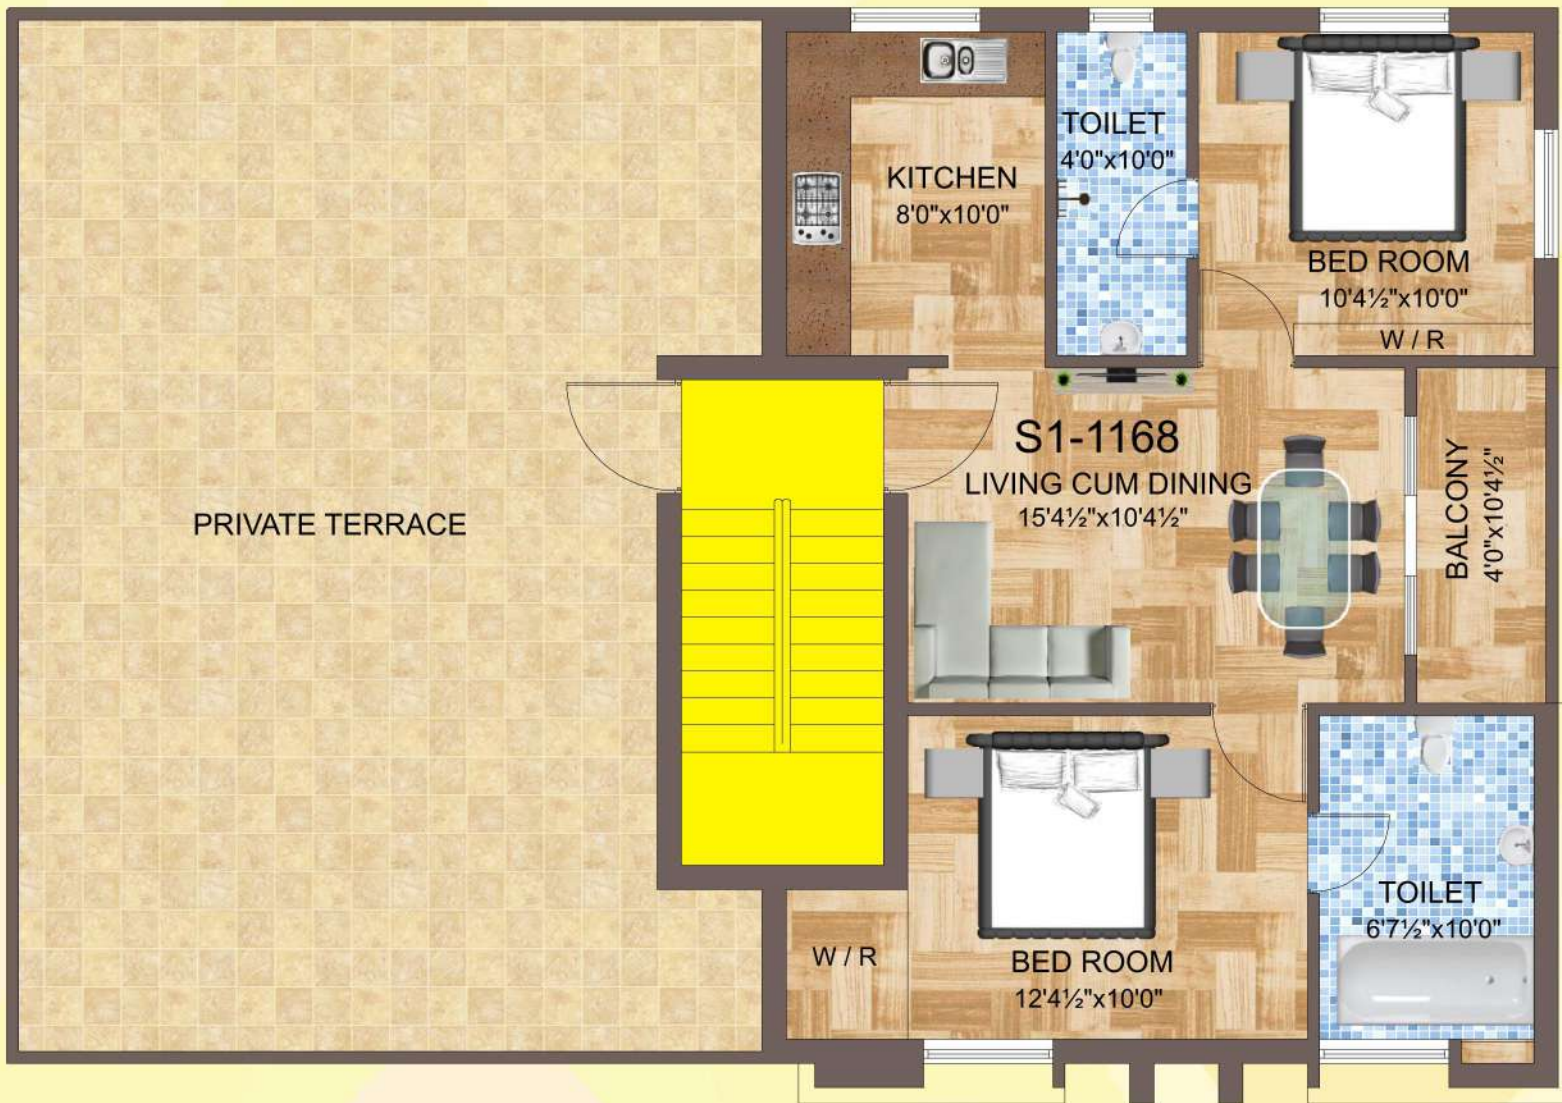 TOILET
4'0"x10'0"
KITCHEN
8'0"x10'0"
BED ROOM
10'4½"x10'0"
W / R
S1-1168
LIVING CUM DINING
15'4½"x10'4½"
BALCONY
4'0"x10'4½"
PRIVATE TERRACE
TOILET
6'7½"x10'0"
W / R
BED ROOM
12'4½"x10'0"